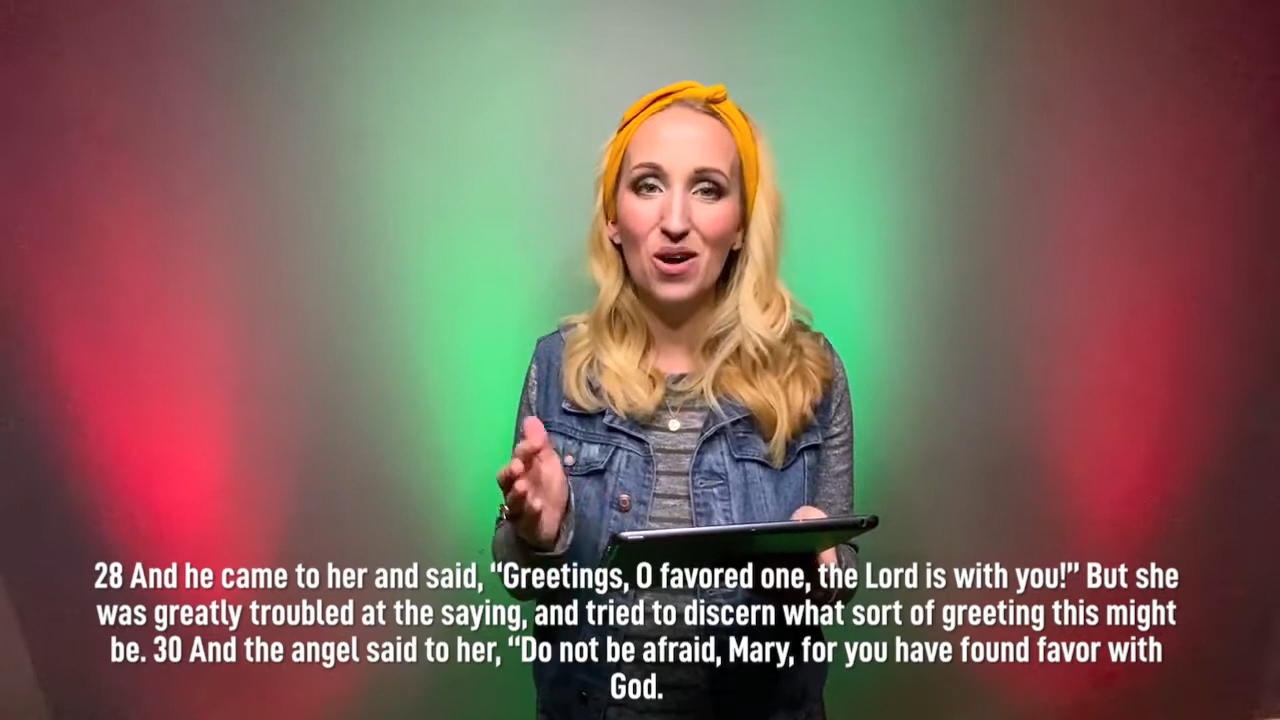 28 And he came to her and said, “Greetings, O favored one, the Lord is with you!” But she
was greatly troubled at the saying, and tried to discern what sort of greeting this might
be. 30 And the angel said to her, “Do not be afraid, Mary, for you have found favor with
God.